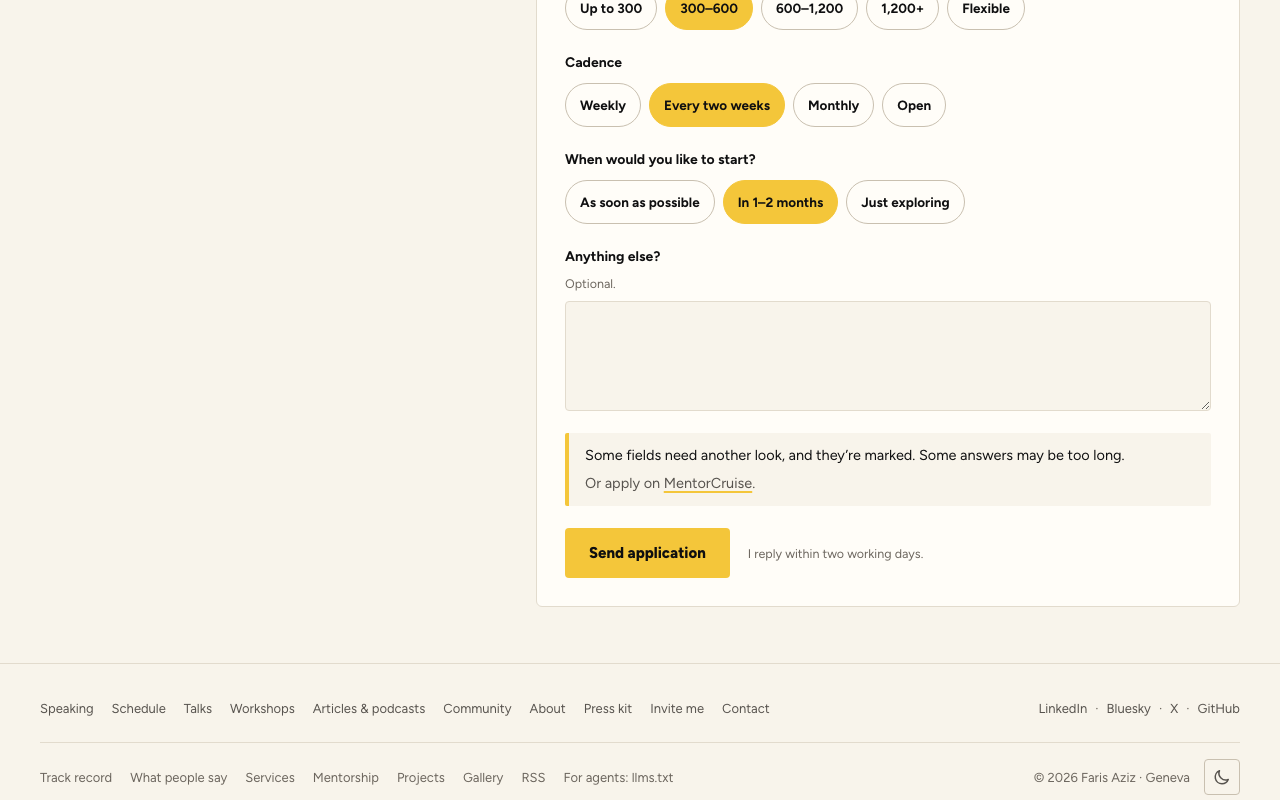 Up to 300 300–600 600–1,200 1,200+ Flexible
Cadence
Weekly Every two weeks Monthly Open
When would you like to start?
As soon as possible In 1–2 months Just exploring
Anything else?
Optional.
Some fields need another look, and they’re marked. Some answers may be too long.
Or apply on MentorCruise.
Send application I reply within two working days.
Speaking Schedule Talks Workshops Articles & podcasts Community About Press kit Invite me Contact LinkedIn · Bluesky · X · GitHub
Track record What people say Services Mentorship Projects Gallery RSS For agents: llms.txt © 2026 Faris Aziz · Geneva